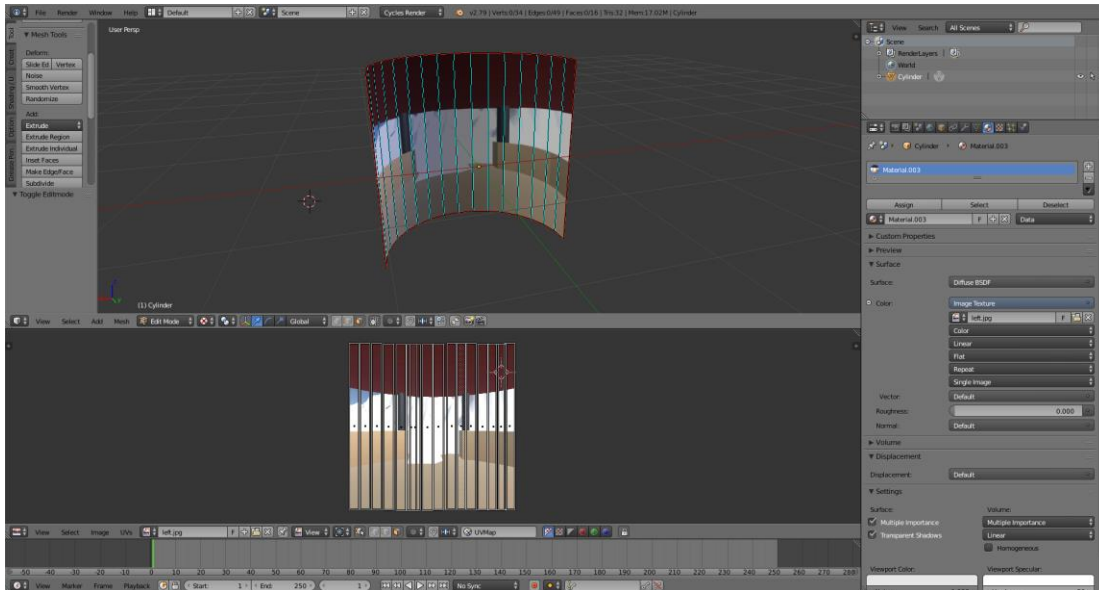 File Render Window Help Default Scene Cycles Render v2.79 | Verts:0/34 | Edges:0/49 | Faces:0/16 | Tris:32 | Mem:17.02M | Cylinder
Mesh Tools
Deform:
Slide Ed Vertex
Noise
Smooth Vertex
Randomize
Add:
Extrude
Extrude Region
Extrude Individual
Inset Faces
Make Edge/Face
Subdivide
Toggle Editmode
User Persp
(1) Cylinder
View Select Add Mesh Edit Mode Global
View Select Image UVs left.jpg F View UVMap
-50 -40 -30 -20 -10 0 10 20 30 40 50 60 70 80 90 100 110 120 130 140 150 160 170 180 190 200 210 220 230 240 250 260 270 280
View Marker Frame Playback Start: 1 End: 250 1 No Sync
View Search All Scenes
Scene
RenderLayers
World
Cylinder
Cylinder Material.003
Material.003
Assign Select Deselect
Material.003 F Data
Custom Properties
Preview
Surface
Surface: Diffuse BSDF
Color: Image Texture
left.jpg F
Color
Linear
Flat
Repeat
Single Image
Vector: Default
Roughness: 0.000
Normal: Default
Volume
Displacement
Displacement: Default
Settings
Surface: Volume:
Multiple Importance Multiple Importance
Transparent Shadows Linear
Homogeneous
Viewport Color: Viewport Specular: